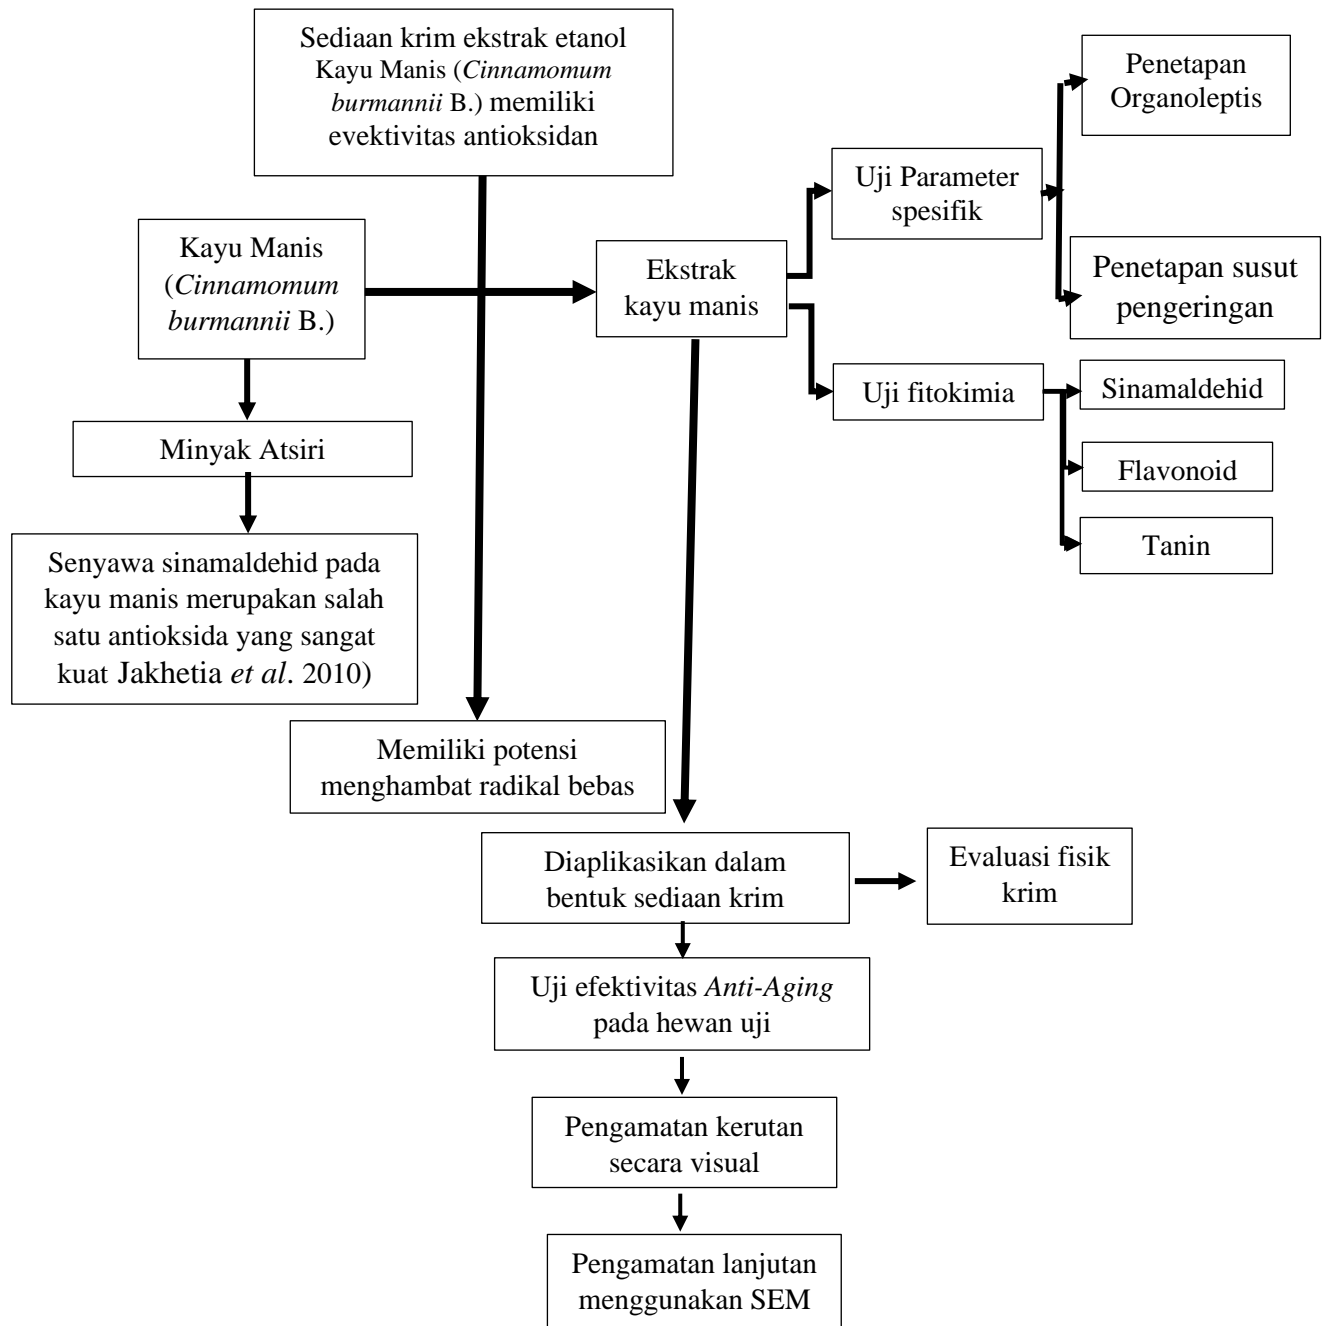 Sediaan krim ekstrak etanol
Kayu Manis (Cinnamomum
burmannii B.) memiliki
evektivitas antioksidan
Penetapan
Organoleptis
Uji Parameter
spesifik
Kayu Manis
(Cinnamomum
burmannii B.)
Ekstrak
kayu manis
Penetapan susut
pengeringan
Uji fitokimia
Sinamaldehid
Minyak Atsiri
Flavonoid
Tanin
Senyawa sinamaldehid pada
kayu manis merupakan salah
satu antioksida yang sangat
kuat Jakhetia et al. 2010)
Memiliki potensi
menghambat radikal bebas
Diaplikasikan dalam
bentuk sediaan krim
Evaluasi fisik
krim
Uji efektivitas Anti-Aging
pada hewan uji
Pengamatan kerutan
secara visual
Pengamatan lanjutan
menggunakan SEM